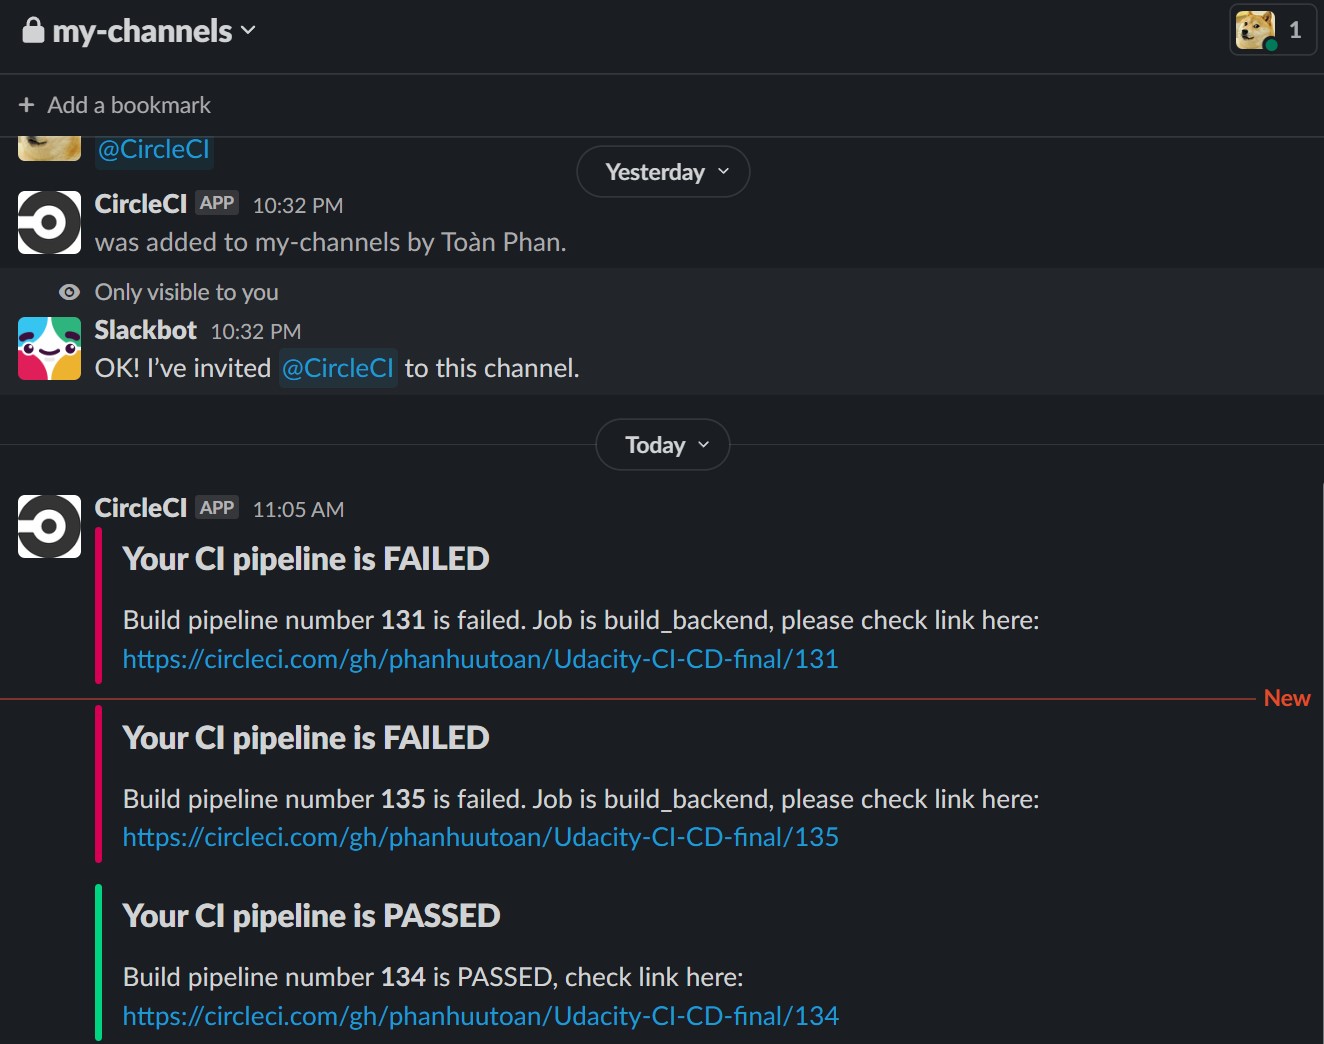 my-channels
1
+ Add a bookmark
@CircleCI
Yesterday
CircleCI APP 10:32 PM
was added to my-channels by Toàn Phan.
Only visible to you
Slackbot 10:32 PM
OK! I’ve invited @CircleCI to this channel.
Today
CircleCI APP 11:05 AM
Your CI pipeline is FAILED
Build pipeline number 131 is failed. Job is build_backend, please check link here:
https://circleci.com/gh/phanhuutoan/Udacity-CI-CD-final/131
New
Your CI pipeline is FAILED
Build pipeline number 135 is failed. Job is build_backend, please check link here:
https://circleci.com/gh/phanhuutoan/Udacity-CI-CD-final/135
Your CI pipeline is PASSED
Build pipeline number 134 is PASSED, check link here:
https://circleci.com/gh/phanhuutoan/Udacity-CI-CD-final/134